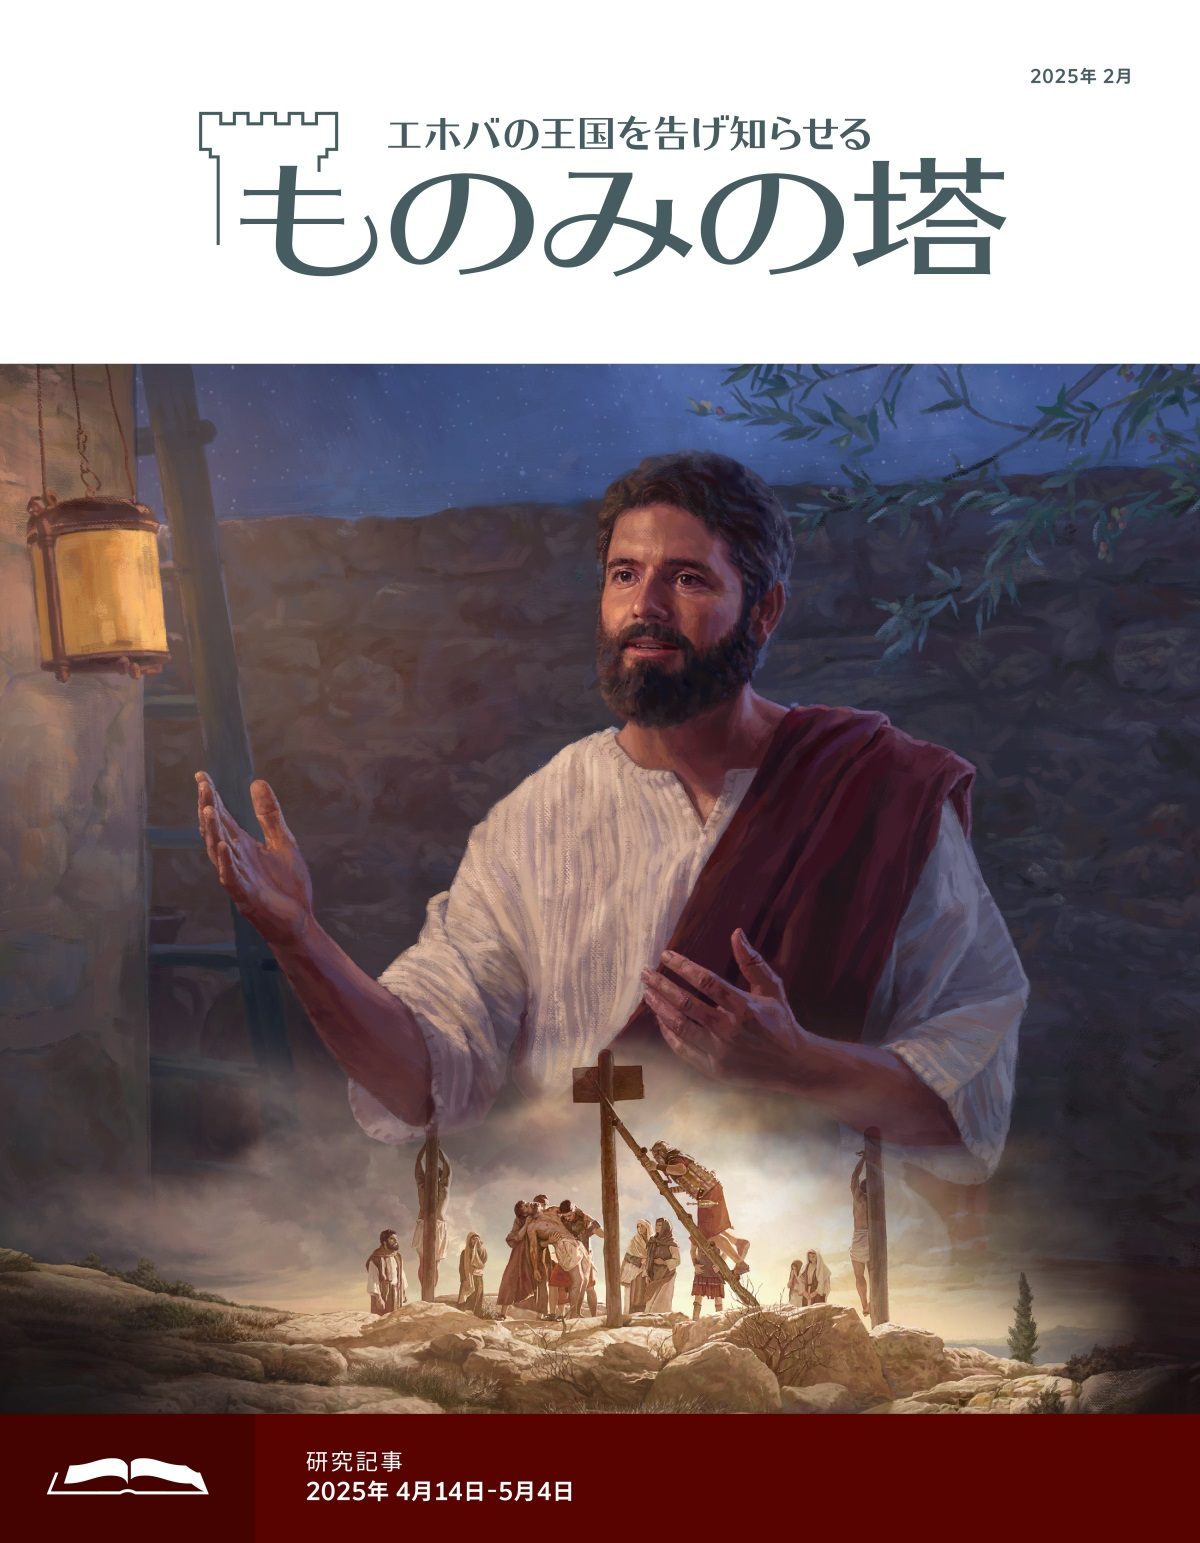 2025年 2月
エホバの王国を告げ知らせる
ものみの塔
研究記事
2025年 4月14日-5月4日